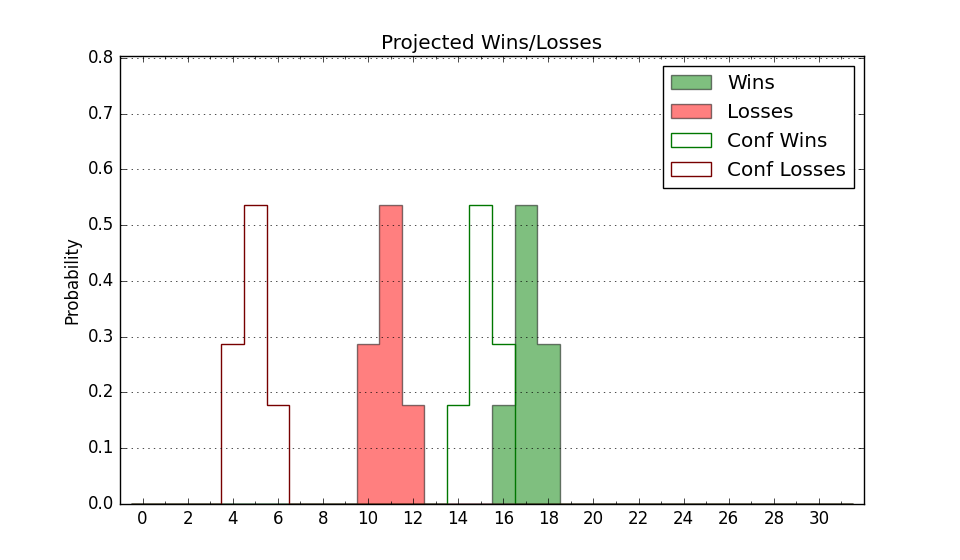 Projected Wins/Losses
0.8
0.7
0.6
0.5
0.4
0.3
0.2
0.1
0.0
Probability
Wins
Losses
Conf Wins
Conf Losses
0 2 4 6 8 10 12 14 16 18 20 22 24 26 28 30